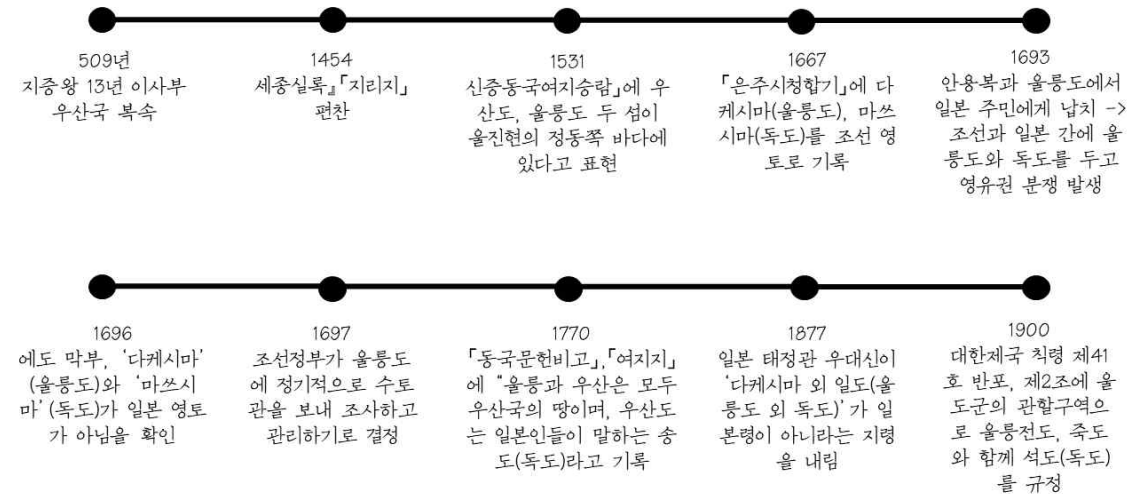 509년
지증왕 13년 이사부
우산국 복속
1454
세종실록』「지리지」
편찬
1531
신증동국여지승람」에 우
산도, 울릉도 두 섬이
울진현의 정동쪽 바다에
있다고 표현
1667
「은주시청합기」에 다
케시마(울릉도), 마쓰
시마(독도)를 조선 영
토로 기록
1693
안용복과 울릉도에서
일본 주민에게 납치 ->
조선과 일본 간에 울
릉도와 독도를 두고
영유권 분쟁 발생
1696
에도 막부, ‘다케시마’
(울릉도)와 ‘마쓰시
마’(독도)가 일본 영토
가 아님을 확인
1697
조선정부가 울릉도
에 정기적으로 수토
관을 보내 조사하고
관리하기로 결정
1770
「동국문헌비고」,「여지지」
에 “울릉과 우산은 모두
우산국의 땅이며, 우산도
는 일본인들이 말하는 송
도(독도)라고 기록
1877
일본 태정관 우대신이
‘다케시마 외 일도(울
릉도 외 독도)’가 일
본령이 아니라는 지령
을 내림
1900
대한제국 칙령 제41
호 반포, 제2조에 울
도군의 관할구역으
로 울릉전도, 죽도
와 함께 석도(독도)
를 규정